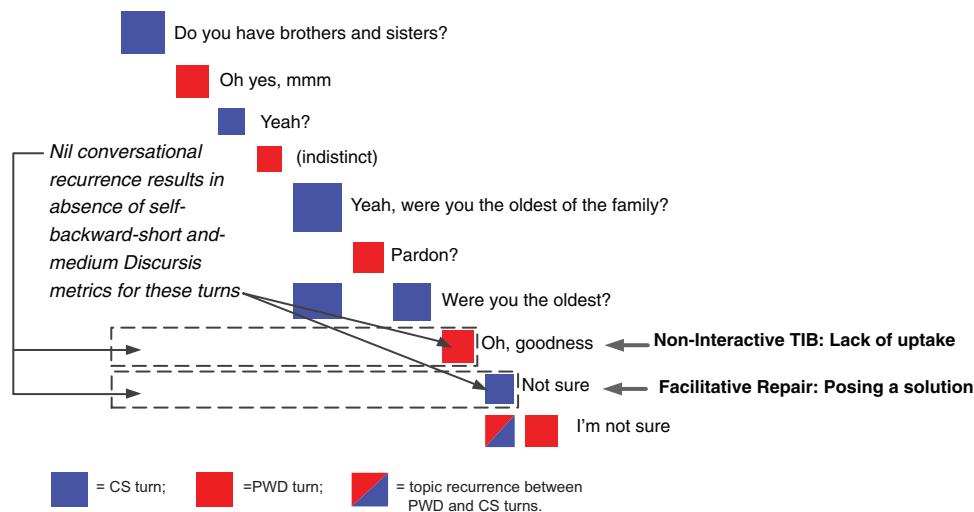 Do you have brothers and sisters?
Oh yes, mmm
Yeah?
(indistinct)
Nil conversational
recurrence results in
absence of self-
backward-short and-
medium Discursis
metrics for these turns
Yeah, were you the oldest of the family?
Pardon?
Were you the oldest?
Oh, goodness
Non-Interactive TIB: Lack of uptake
Not sure
Facilitative Repair: Posing a solution
I'm not sure
= CS turn;
=PWD turn;
= topic recurrence between
PWD and CS turns.